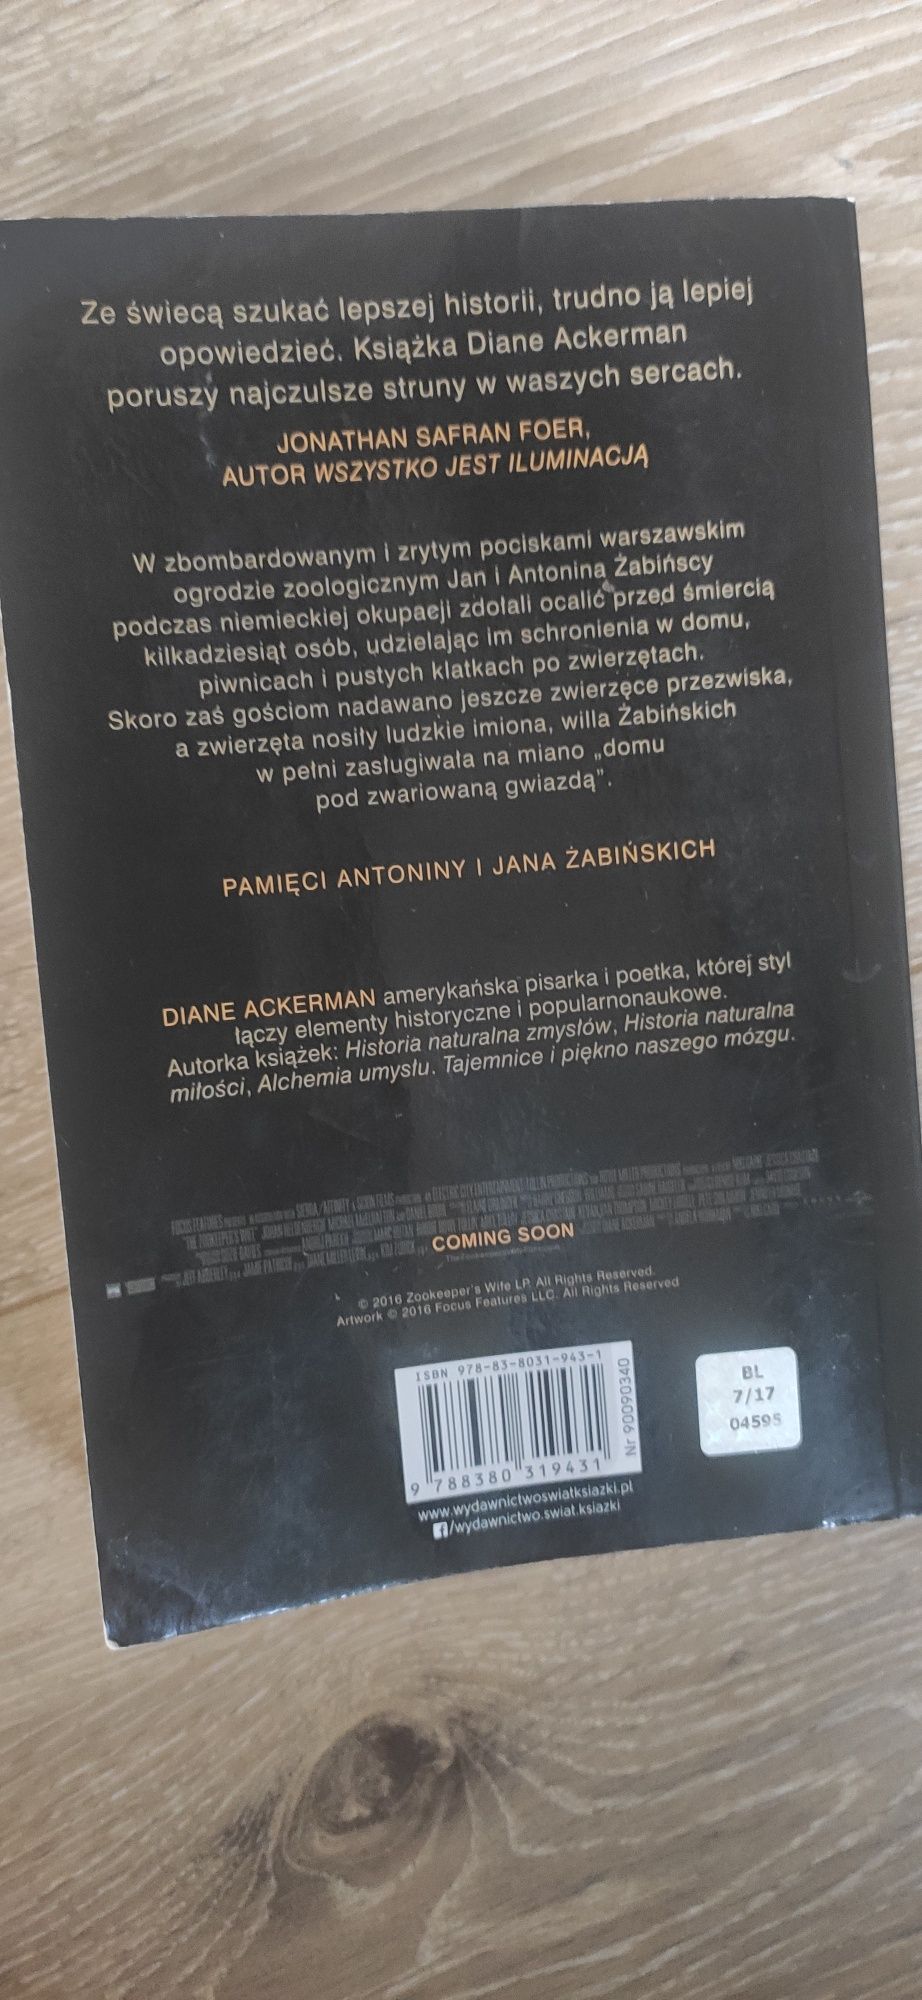 Ze świecą szukać lepszej historii, trudno ją lepiej
opowiedzieć. Książka Diane Ackerman
poruszy najczulsze struny w waszych sercach.
JONATHAN SAFRAN FOER,
AUTOR WSZYSTKO JEST ILUMINACJĄ
W zbombardowanym i zrytym pociskami warszawskim
ogrodzie zoologicznym Jan i Antonina Żabińscy
podczas niemieckiej okupacji zdołali ocalić przed śmiercią
kilkadziesiąt osób, udzielając im schronienia w domu,
piwnicach i pustych klatkach po zwierzętach.
Skoro zaś gościom nadawano jeszcze zwierzęce przezwiska,
a zwierzęta nosiły ludzkie imiona, willa Żabińskich
w pełni zasługiwała na miano „domu
pod zwariowaną gwiazdą”.
PAMIĘCI ANTONINY I JANA ŻABIŃSKICH
DIANE ACKERMAN amerykańska pisarka i poetka, której styl
łączy elementy historyczne i popularnonaukowe.
Autorka książek: Historia naturalna zmysłów, Historia naturalna
miłości, Alchemia umysłu. Tajemnice i piękno naszego mózgu.
COMING SOON
© 2016 Zookeeper's Wife LP. All Rights Reserved.
Artwork © 2016 Focus Features LLC. All Rights Reserved
ISBN 978-83-8031-943-1
Nr 90090340
9 788380 319431
www.wydawnictwoswiatksiazki.pl
/wydawnictwo.swiat.ksiazki
BL
7/17
04595